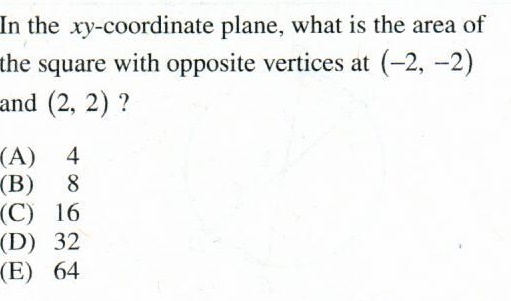 In the xy-coordinate plane, what is the area of
the square with opposite vertices at (−2, −2)
and (2, 2) ?
(A) 4
(B) 8
(C) 16
(D) 32
(E) 64